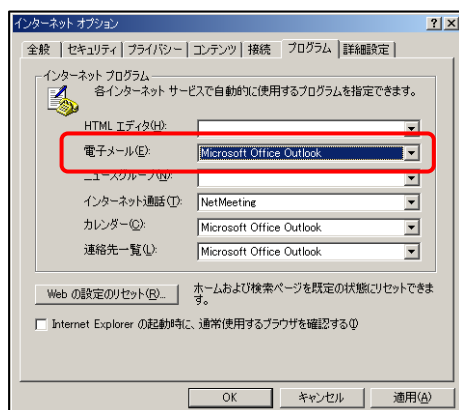 インターネット オプション
全般 セキュリティ プライバシー コンテンツ 接続 プログラム 詳細設定
インターネット プログラム
各インターネット サービスで自動的に使用するプログラムを指定できます。
HTML エディタ(H):
電子メール(E): Microsoft Office Outlook
ニュースグループ(N):
インターネット通話(T): NetMeeting
カレンダー(C): Microsoft Office Outlook
連絡先一覧(L): Microsoft Office Outlook
Web の設定のリセット(R)... ホームおよび検索ページを既定の状態にリセットできま
す。
Internet Explorer の起動時に、通常使用するブラウザを確認する(I)
OK キャンセル 適用(A)